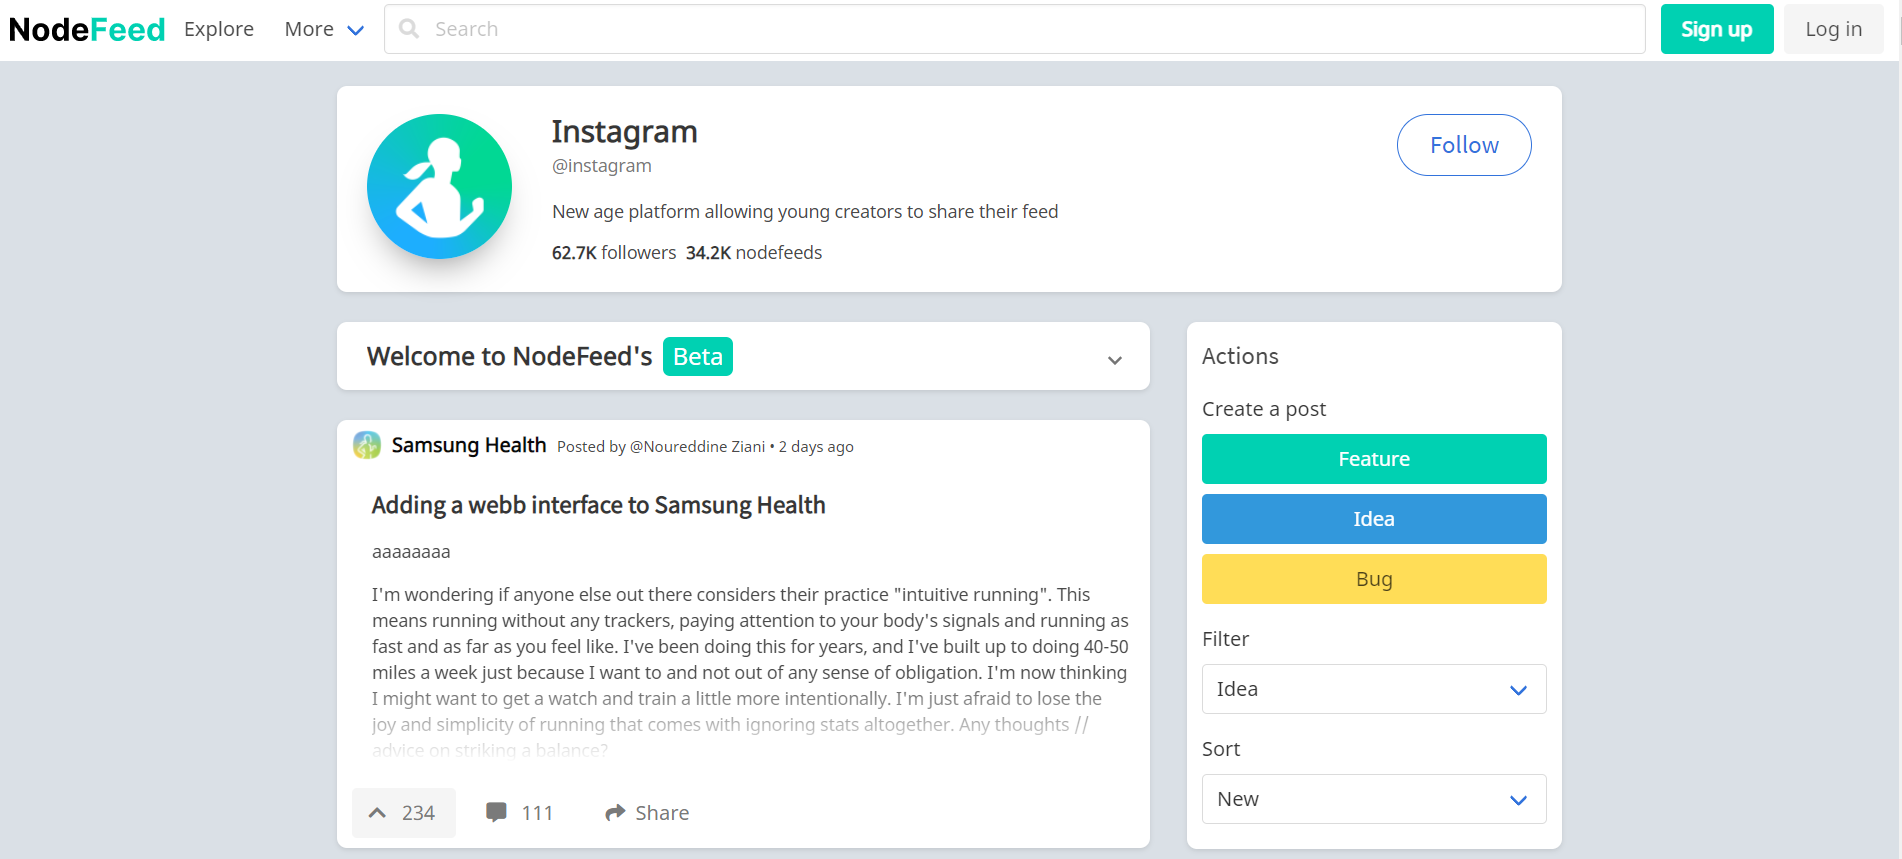 NodeFeed Explore More Search Sign up Log in
Instagram
@instagram
Follow
New age platform allowing young creators to share their feed
62.7K followers 34.2K nodefeeds
Welcome to NodeFeed's Beta
Samsung Health Posted by @Noureddine Ziani • 2 days ago
Adding a webb interface to Samsung Health
aaaaaaaa
I'm wondering if anyone else out there considers their practice "intuitive running". This
means running without any trackers, paying attention to your body's signals and running as
fast and as far as you feel like. I've been doing this for years, and I've built up to doing 40-50
miles a week just because I want to and not out of any sense of obligation. I'm now thinking
I might want to get a watch and train a little more intentionally. I'm just afraid to lose the
joy and simplicity of running that comes with ignoring stats altogether. Any thoughts //
advice on striking a balance?
234 111 Share
Actions
Create a post
Feature
Idea
Bug
Filter
Idea
Sort
New